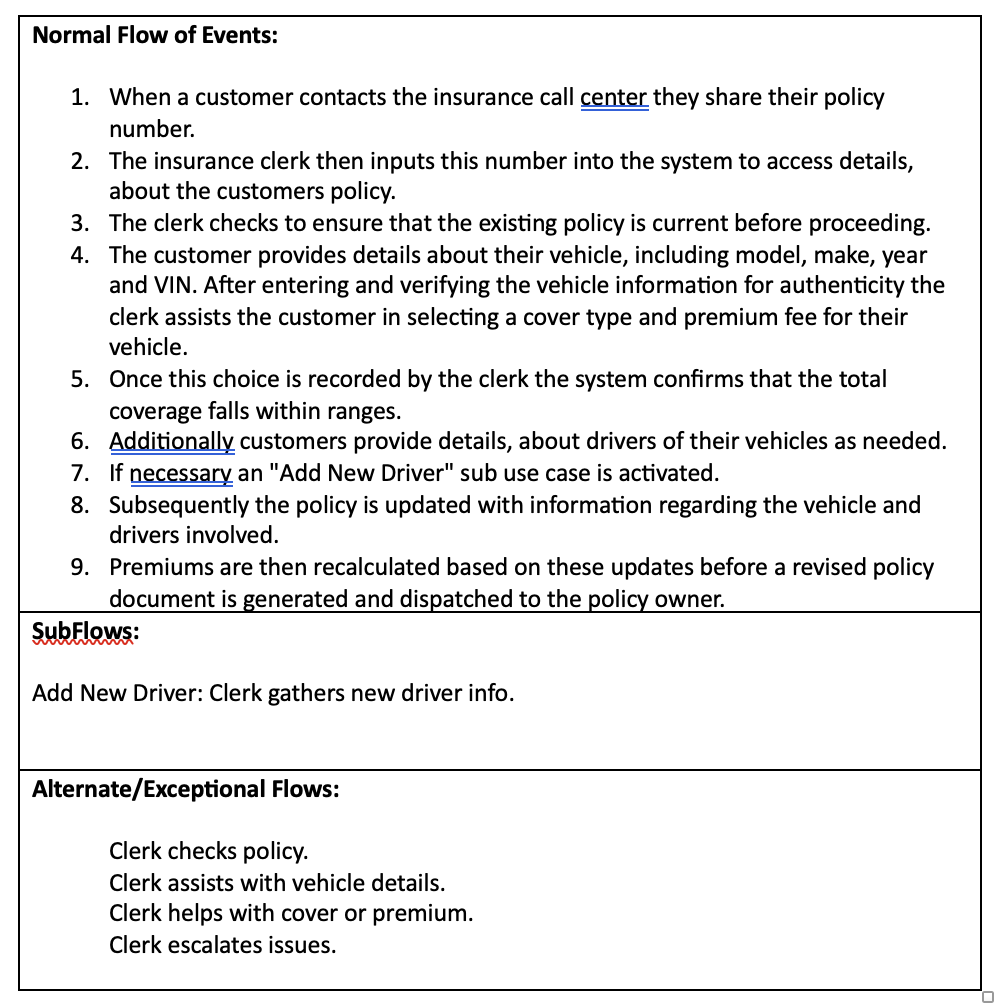 Normal Flow of Events:
1. When a customer contacts the insurance call center they share their policy
number.
2. The insurance clerk then inputs this number into the system to access details,
about the customers policy.
3. The clerk checks to ensure that the existing policy is current before proceeding.
4. The customer provides details about their vehicle, including model, make, year
and VIN. After entering and verifying the vehicle information for authenticity the
clerk assists the customer in selecting a cover type and premium fee for their
vehicle.
5. Once this choice is recorded by the clerk the system confirms that the total
coverage falls within ranges.
6. Additionally customers provide details, about drivers of their vehicles as needed.
7. If necessary an "Add New Driver" sub use case is activated.
8. Subsequently the policy is updated with information regarding the vehicle and
drivers involved.
9. Premiums are then recalculated based on these updates before a revised policy
document is generated and dispatched to the policy owner.
SubFlows:
Add New Driver: Clerk gathers new driver info.
Alternate/Exceptional Flows:
Clerk checks policy.
Clerk assists with vehicle details.
Clerk helps with cover or premium.
Clerk escalates issues.